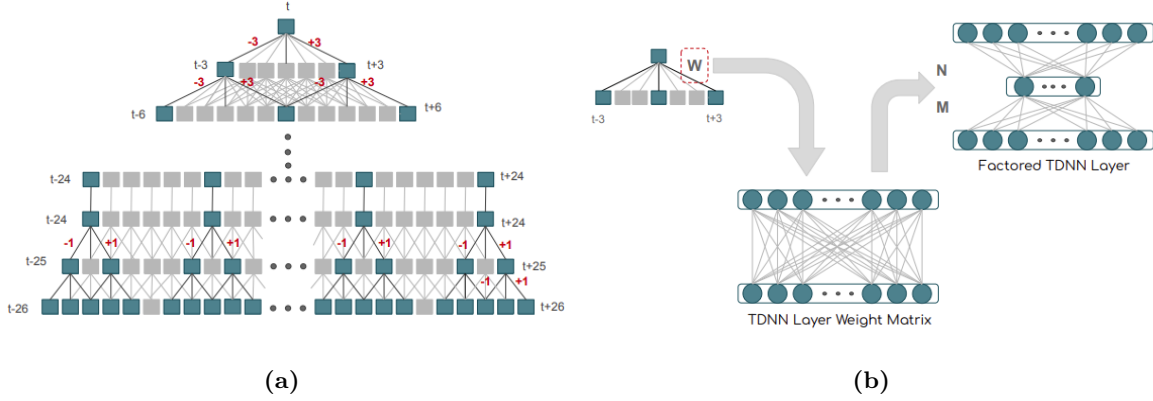 t
-3 +3
t-3 t+3
-3 +3 -3 +3
t-6 t+6
t-24 t+24
t-24 t+24
-1 +1 -1 +1 -1 +1 -1 +1
t-25 t+25
-1 +1
t-26 t+26
(a)
W
t-3 t+3
N
M
Factored TDNN Layer
TDNN Layer Weight Matrix
(b)